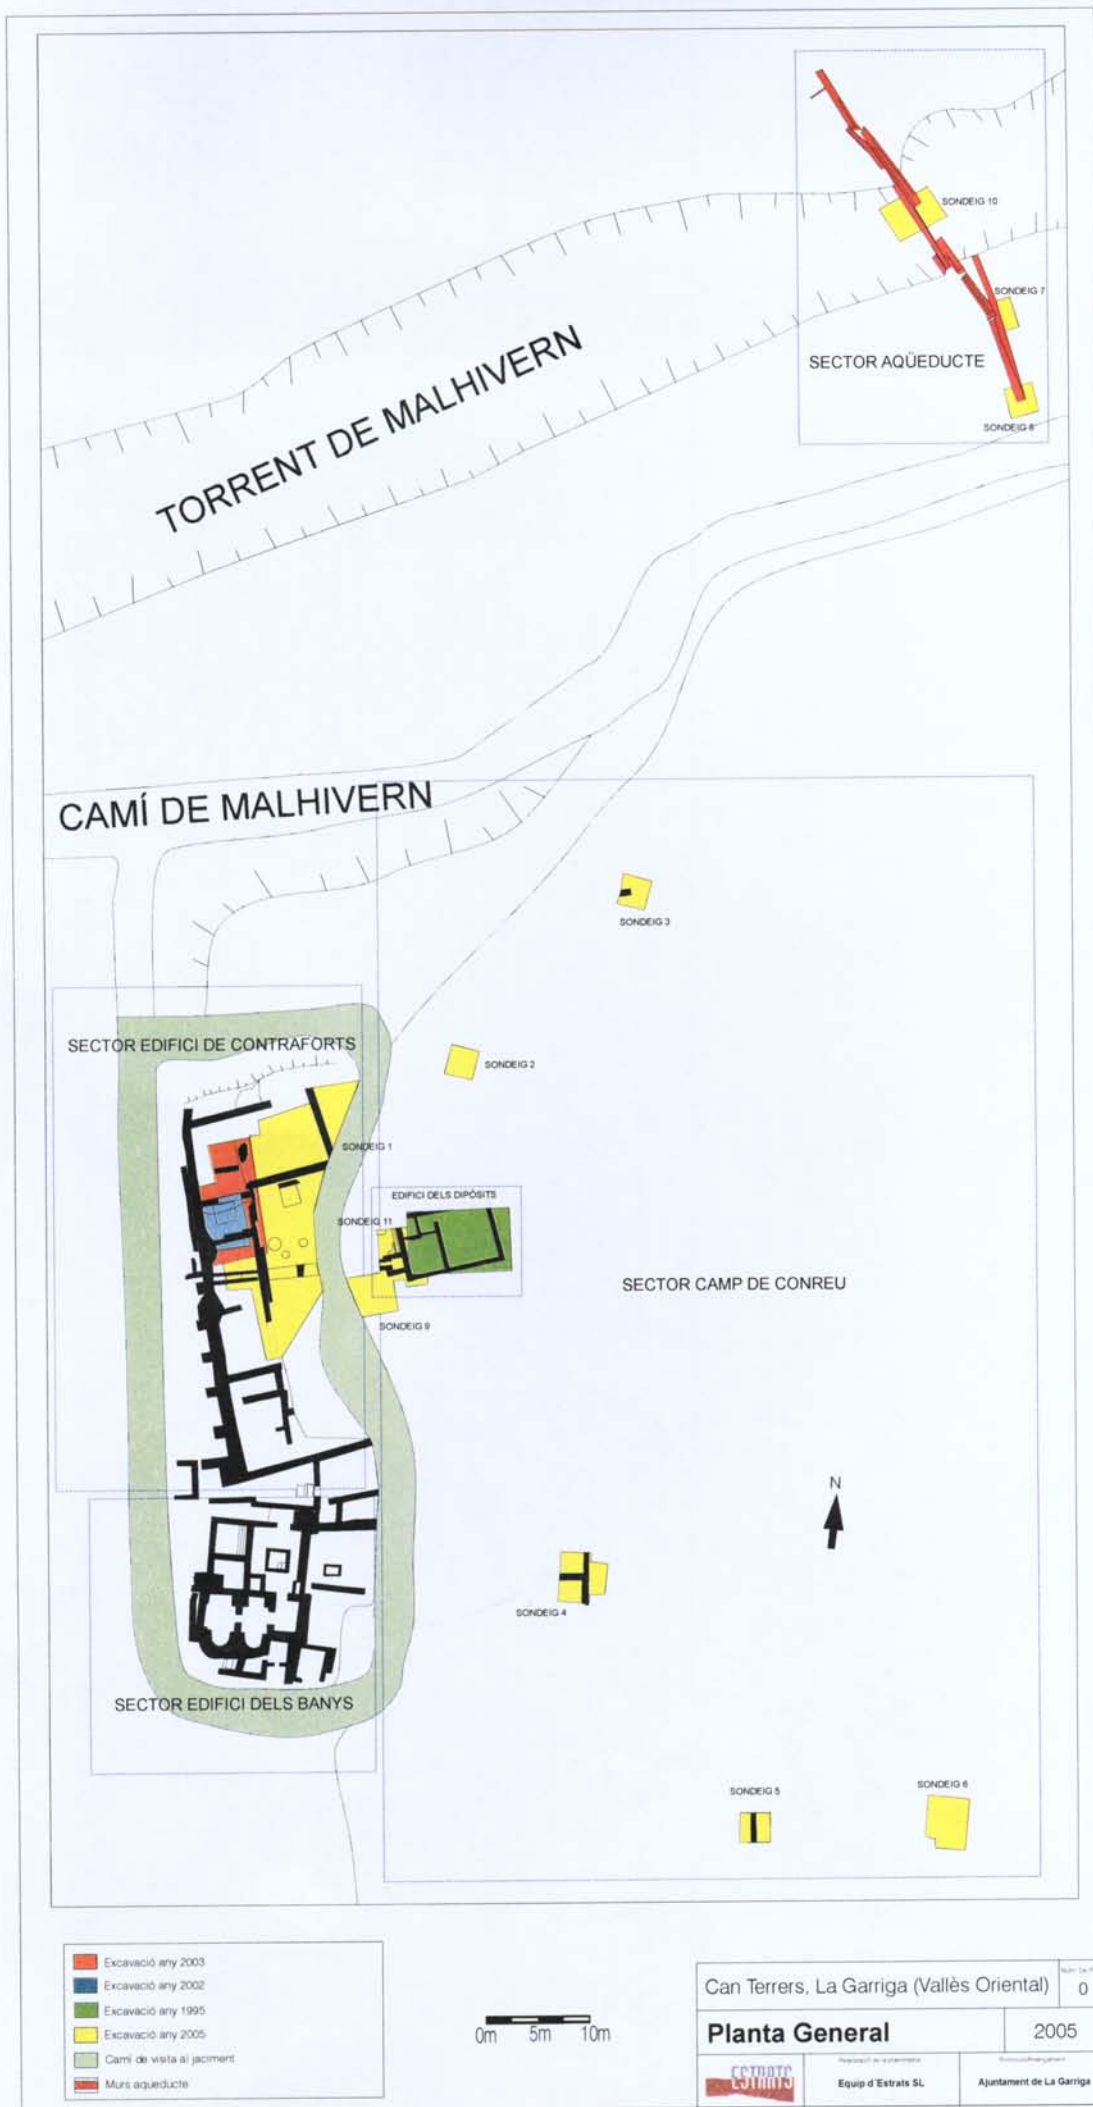 SONDEIG 10
SONDEIG 7
SECTOR AQÜEDUCTE
SONDEIG 8
TORRENT DE MALHIVERN
CAMÍ DE MALHIVERN
SONDEIG 3
SECTOR EDIFICI DE CONTRAFORTS
SONDEIG 2
SONDEIG 1
EDIFICI DELS DIPÒSITS
SONDEIG 11
SECTOR CAMP DE CONREU
SONDEIG 9
N
SONDEIG 4
SECTOR EDIFICI DELS BANYS
SONDEIG 5
SONDEIG 6
Excavació any 2003
Excavació any 2002
Excavació any 1995
Excavació any 2005
Camí de visita al jaciment
Murs aqueducte
0m 5m 10m
Can Terrers, La Garriga (Vallès Oriental)
0
Planta General
2005
ESTRATS
Equip d'Estrats SL
Ajuntament de La Garriga